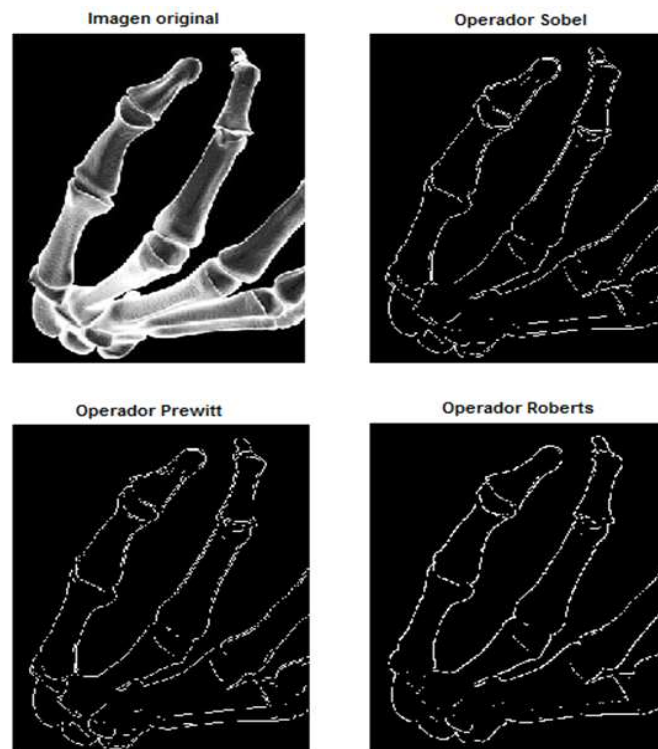 Imagen original
Operador Sobel
Operador Prewitt
Operador Roberts